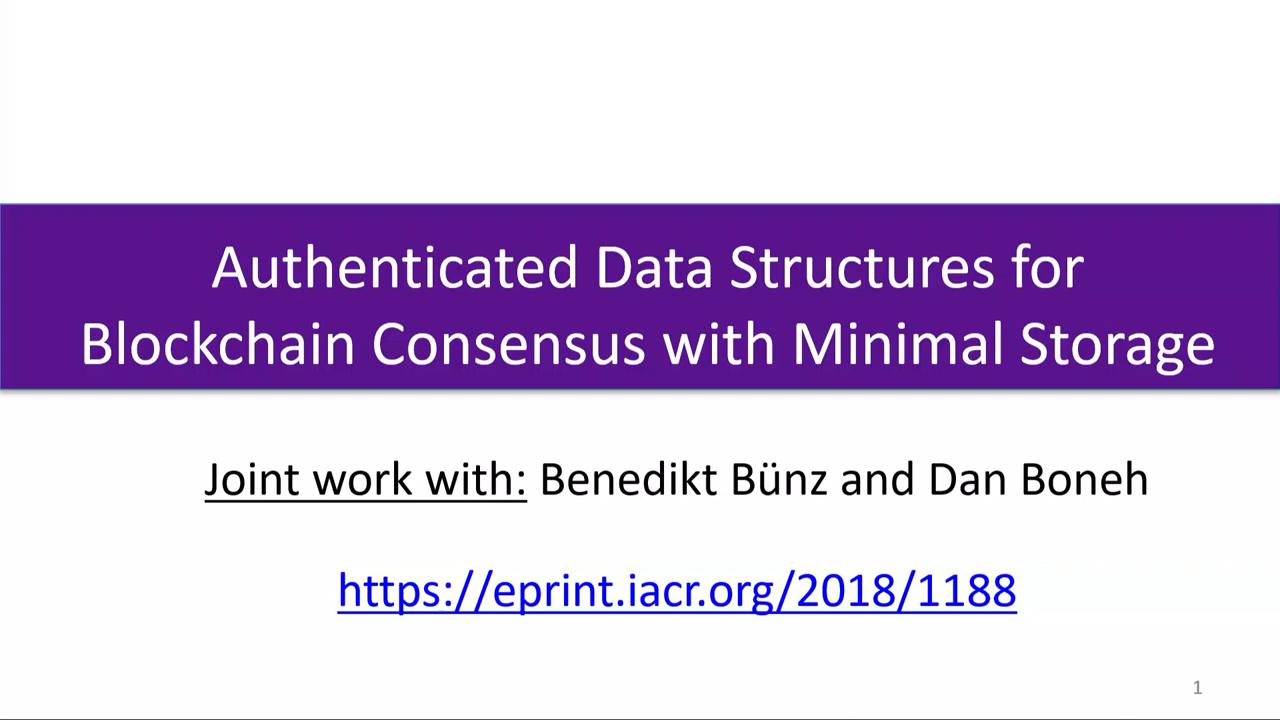 Authenticated Data Structures for
Blockchain Consensus with Minimal Storage
Joint work with: Benedikt Bünz and Dan Boneh
https://eprint.iacr.org/2018/1188
1